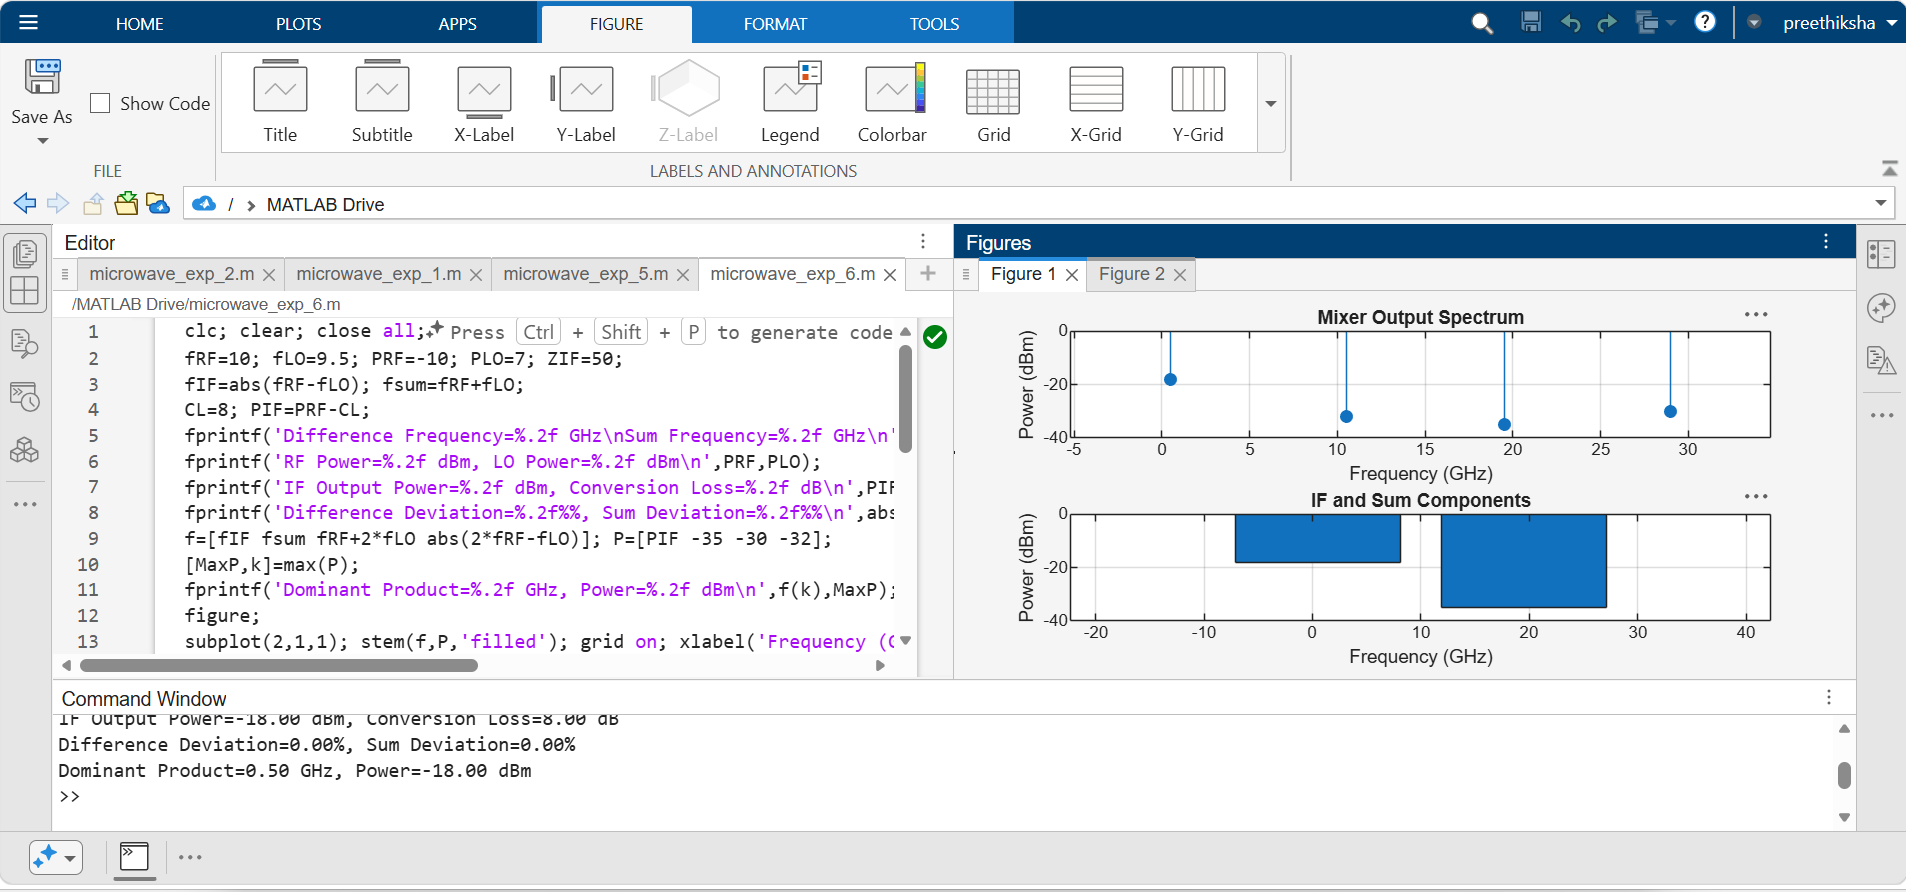 HOME PLOTS APPS FIGURE FORMAT TOOLS preethiksha
Save As
Show Code
Title Subtitle X-Label Y-Label Z-Label Legend Colorbar Grid X-Grid Y-Grid
FILE LABELS AND ANNOTATIONS
/ > MATLAB Drive
Editor
microwave_exp_2.m microwave_exp_1.m microwave_exp_5.m microwave_exp_6.m
/MATLAB Drive/microwave_exp_6.m
1 clc; clear; close all; Press Ctrl + Shift + P to generate code
2 fRF=10; fLO=9.5; PRF=-10; PLO=7; ZIF=50;
3 fIF=abs(fRF-fLO); fsum=fRF+fLO;
4 CL=8; PIF=PRF-CL;
5 fprintf('Difference Frequency=%.2f GHz\nSum Frequency=%.2f GHz\n'
6 fprintf('RF Power=%.2f dBm, LO Power=%.2f dBm\n',PRF,PLO);
7 fprintf('IF Output Power=%.2f dBm, Conversion Loss=%.2f dB\n',PIF
8 fprintf('Difference Deviation=%.2f%%, Sum Deviation=%.2f%%\n',abs
9 f=[fIF fsum fRF+2*fLO abs(2*fRF-fLO)]; P=[PIF -35 -30 -32];
10 [MaxP,k]=max(P);
11 fprintf('Dominant Product=%.2f GHz, Power=%.2f dBm\n',f(k),MaxP);
12 figure;
13 subplot(2,1,1); stem(f,P,'filled'); grid on; xlabel('Frequency (G
Figures
Figure 1 Figure 2
Mixer Output Spectrum
Power (dBm)
0
-20
-40
-5 0 5 10 15 20 25 30
Frequency (GHz)
IF and Sum Components
Power (dBm)
0
-20
-40
-20 -10 0 10 20 30 40
Frequency (GHz)
Command Window
IF Output Power=-18.00 dBm, Conversion Loss=8.00 dB
Difference Deviation=0.00%, Sum Deviation=0.00%
Dominant Product=0.50 GHz, Power=-18.00 dBm
>>